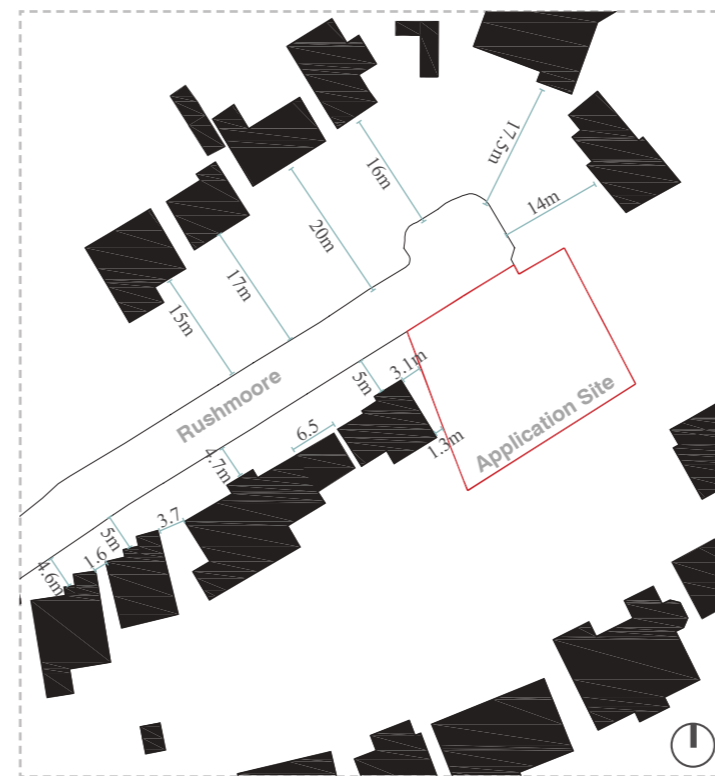 17.5m
16m
14m
20m
17m
15m
3.1m
5m
Rushmoore
Application Site
6.5
1.3m
4.7m
3.7
5m
1.6
4.6m